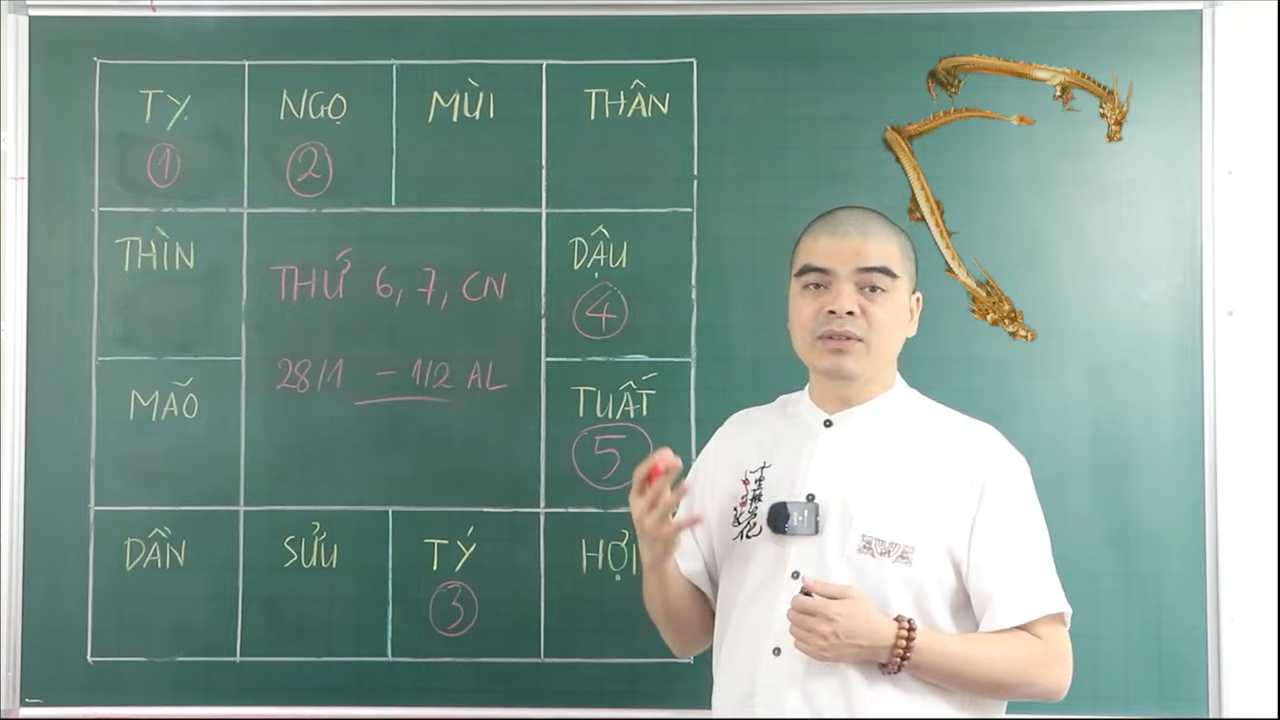 TỴ
①
NGỌ
②
MÙI
THÂN
THÌN
THỨ 6, 7, CN
28/1 - 1/2 AL
DẬU
④
MÃO
TUẤT
⑤
DẦN
SỬU
TÝ
③
HỢI